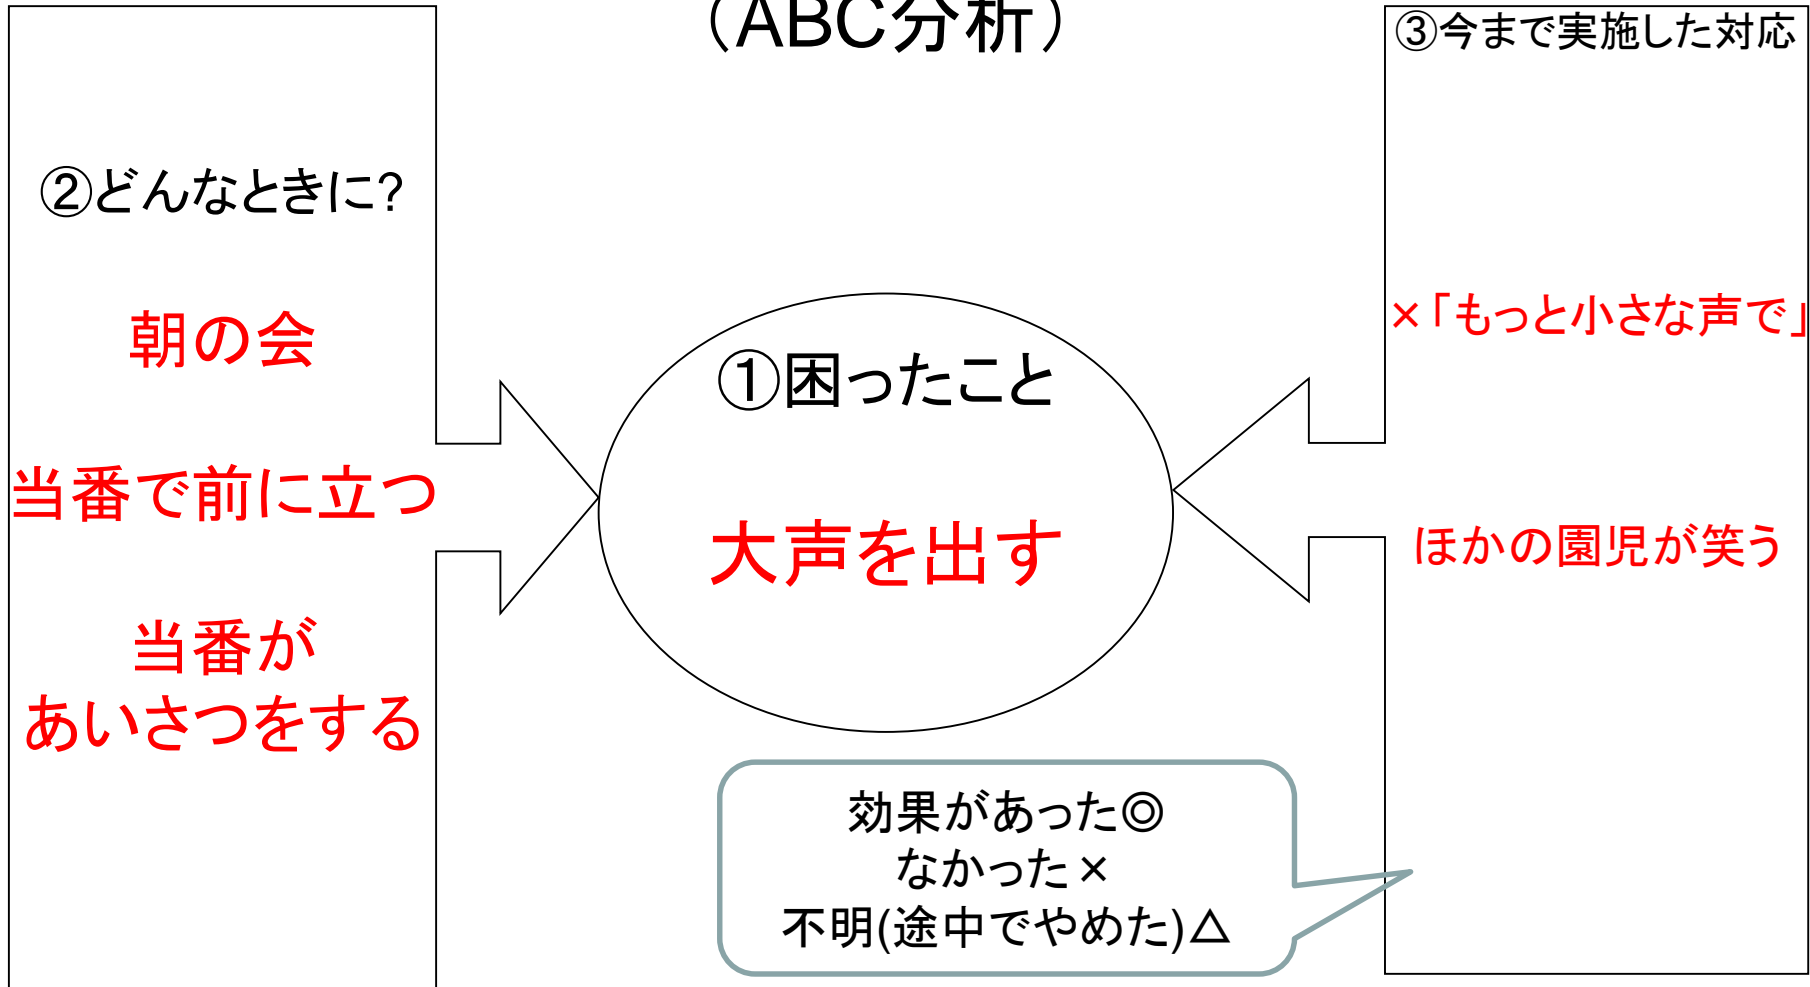 （ABC分析）
②どんなときに?
朝の会
当番で前に立つ
当番が
あいさつをする
①困ったこと
大声を出す
③今まで実施した対応
×「もっと小さな声で」
ほかの園児が笑う
効果があった◎
なかった×
不明(途中でやめた)△